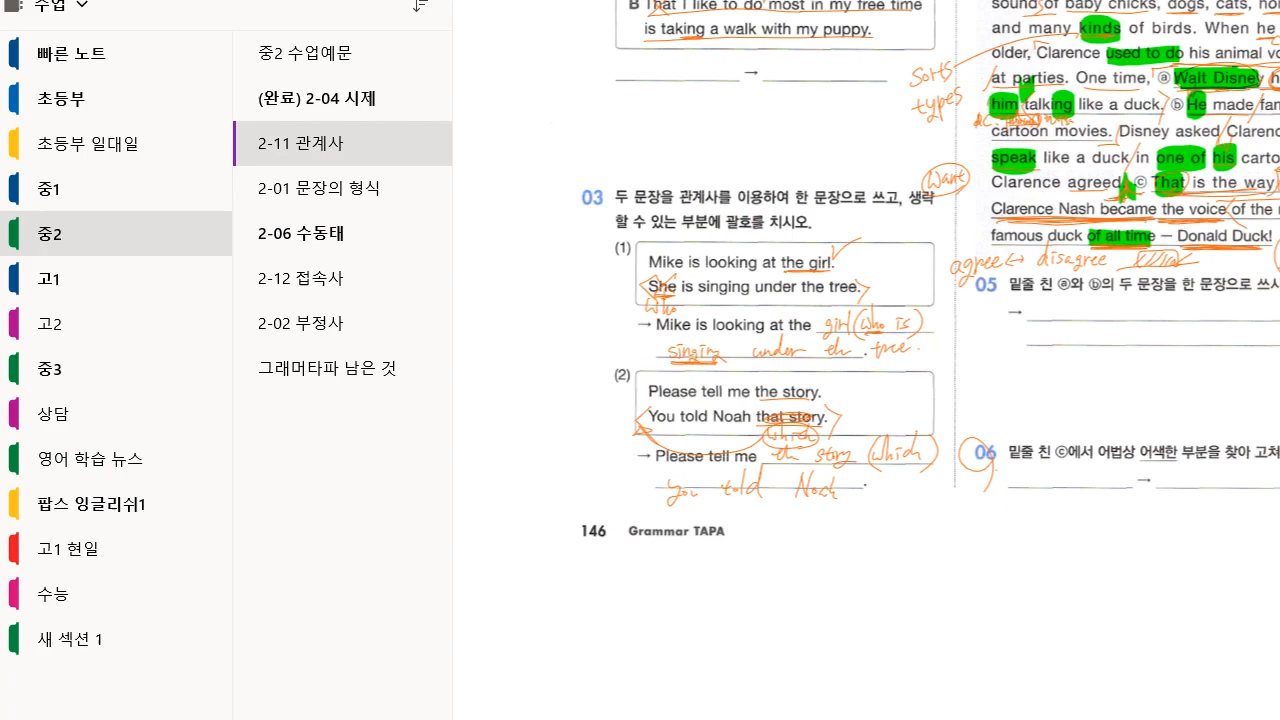 수업
빠른 노트
초등부
초등부 일대일
중1
중2
고1
고2
중3
상담
영어 학습 뉴스
팝스 잉글리쉬1
고1 현일
수능
새 섹션 1
중2 수업예문
(완료) 2-04 시제
2-11 관계사
2-01 문장의 형식
2-06 수동태
2-12 접속사
2-02 부정사
그래머타파 남은 것
B That I like to do most in my free time
is taking a walk with my puppy.
→
03 두 문장을 관계사를 이용하여 한 문장으로 쓰고, 생략
할 수 있는 부분에 괄호를 치시오.
(1)
Mike is looking at the girl.
She is singing under the tree.
who
→ Mike is looking at the girl (who is)
singing under the tree.
(2)
Please tell me the story.
You told Noah that story.
which
→ Please tell me the story (which)
you told Noah.
146 Grammar TAPA
sound of baby chicks, dogs, cats,
and many kinds of birds. When he
older, Clarence used to do his animal
sorts
types
at parties. One time, ⓐ Walt Disney
him talking like a duck. ⓑ He made
cartoon movies. Disney asked
speak like a duck in one of his
want
Clarence agreed. ⓒ That is the way
Clarence Nash became the voice of the
famous duck of all time – Donald Duck!
agree ↔ disagree
05 밑줄 친 ⓐ와 ⓑ의 두 문장을 한 문장으로
→
06 밑줄 친 ⓒ에서 어법상 어색한 부분을 찾아
→